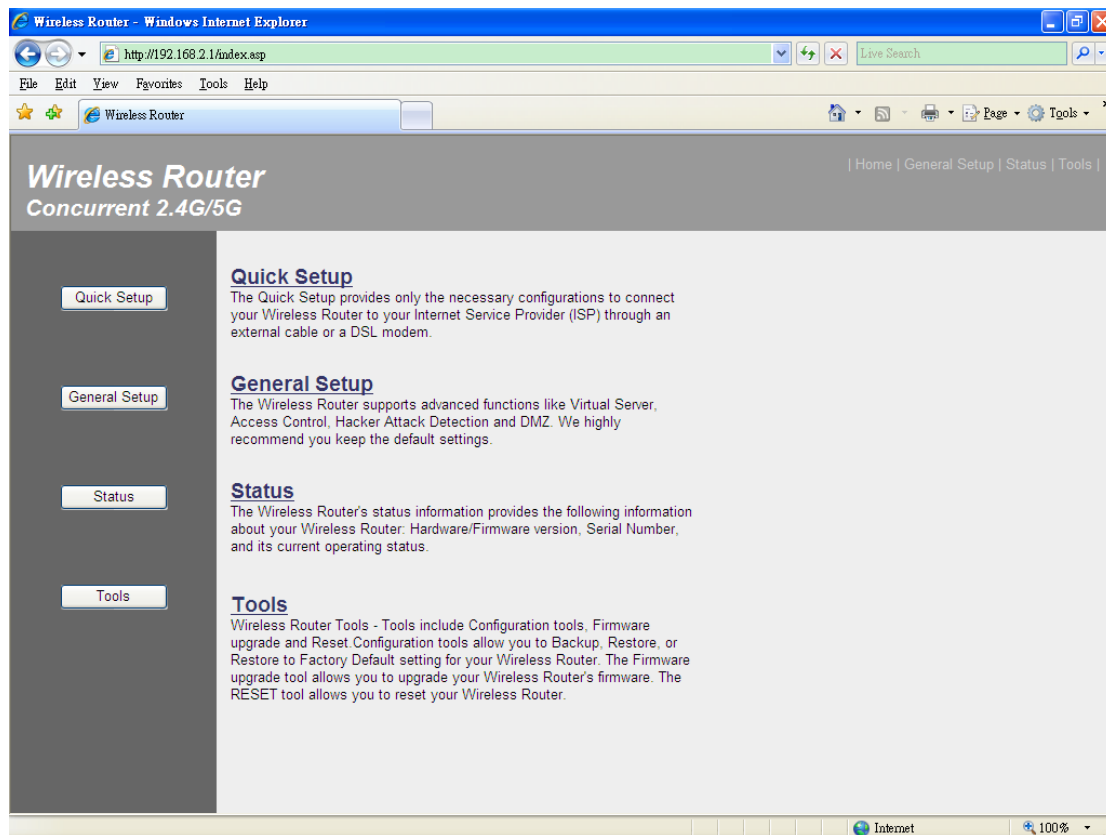 Wireless Router - Windows Internet Explorer
http://192.168.2.1/index.asp
Live Search
File Edit View Favorites Tools Help
Wireless Router
Page Tools
Wireless Router
Concurrent 2.4G/5G
| Home | General Setup | Status | Tools |
Quick Setup
Quick Setup
The Quick Setup provides only the necessary configurations to connect
your Wireless Router to your Internet Service Provider (ISP) through an
external cable or a DSL modem.
General Setup
General Setup
The Wireless Router supports advanced functions like Virtual Server,
Access Control, Hacker Attack Detection and DMZ. We highly
recommend you keep the default settings.
Status
Status
The Wireless Router's status information provides the following information
about your Wireless Router: Hardware/Firmware version, Serial Number,
and its current operating status.
Tools
Tools
Wireless Router Tools - Tools include Configuration tools, Firmware
upgrade and Reset.Configuration tools allow you to Backup, Restore, or
Restore to Factory Default setting for your Wireless Router. The Firmware
upgrade tool allows you to upgrade your Wireless Router's firmware. The
RESET tool allows you to reset your Wireless Router.
Internet
100%